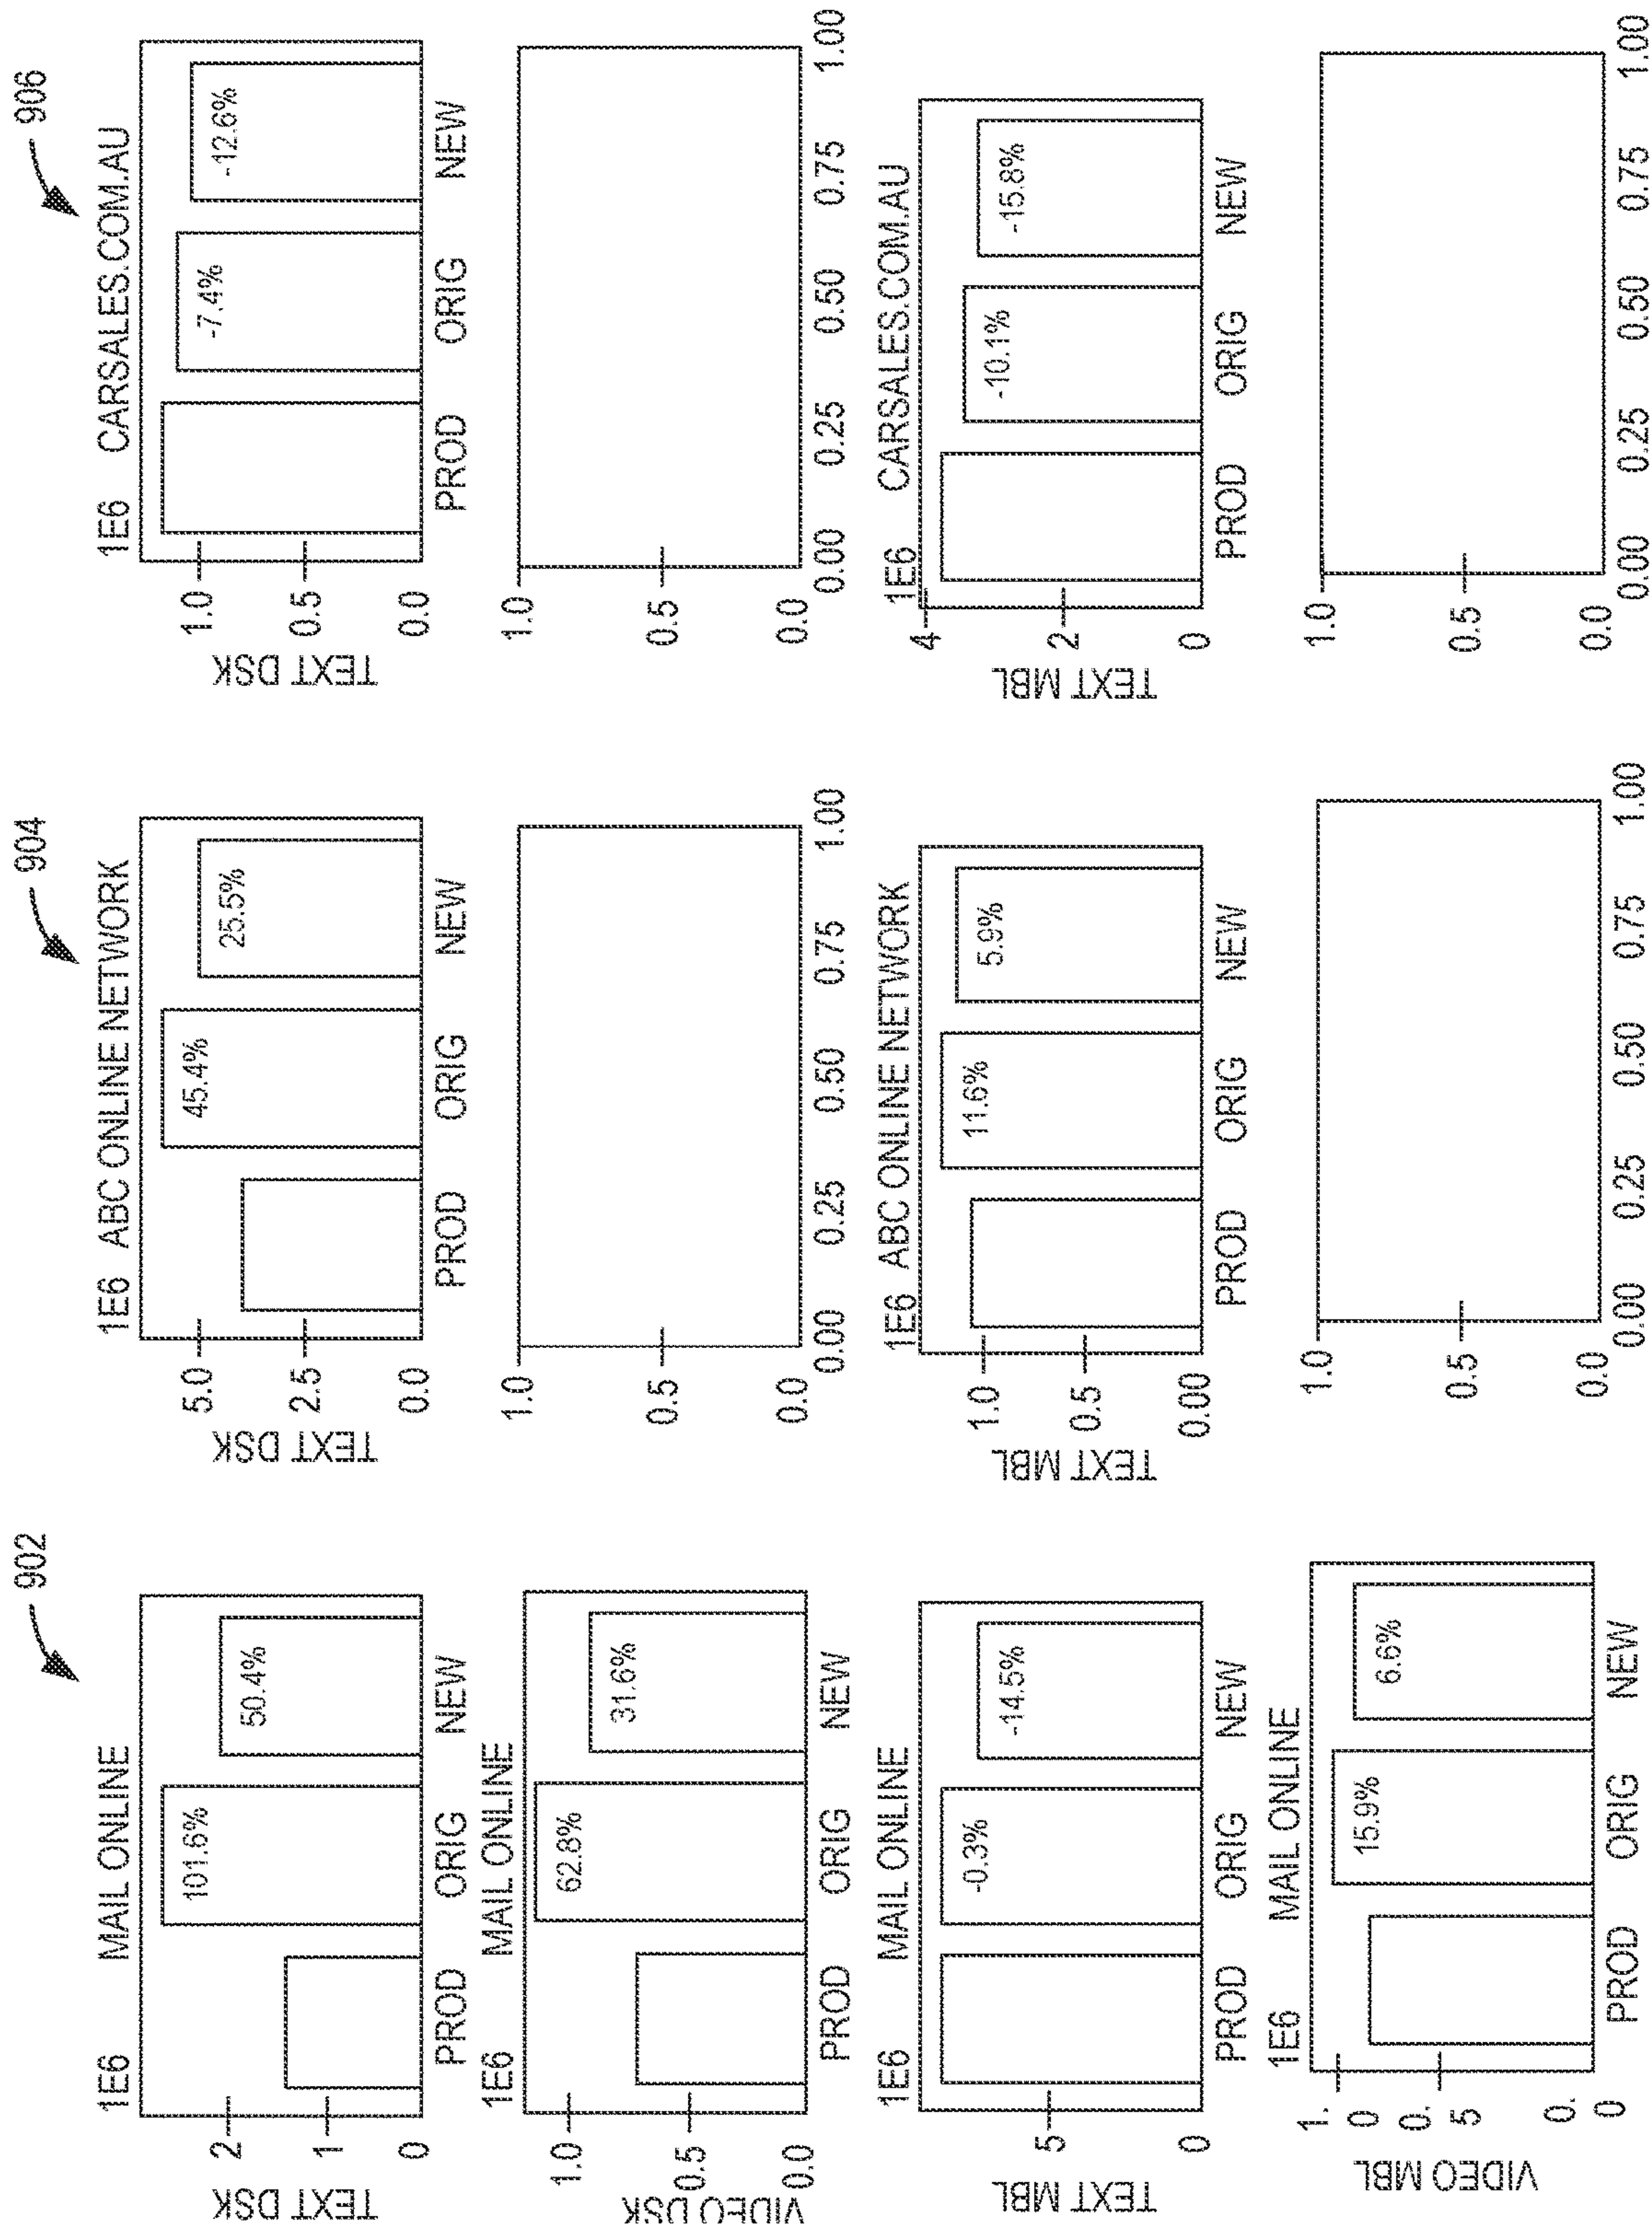 902
1E6 MAIL ONLINE
TEXT DSK
2
1
0
101.6%
50.4%
PROD ORIG NEW
1E6 MAIL ONLINE
VIDEO DSK
1.0
0.5
0.0
62.8%
31.6%
PROD ORIG NEW
1E6 MAIL ONLINE
TEXT MBL
5
0
-0.3%
-14.5%
PROD ORIG NEW
1E6 MAIL ONLINE
VIDEO MBL
1.
0
0.
5
0.
0
15.9%
6.6%
PROD ORIG NEW
904
1E6 ABC ONLINE NETWORK
TEXT DSK
5.0
2.5
0.0
45.4%
25.5%
PROD ORIG NEW
1.0
0.5
0.0
0.00 0.25 0.50 0.75 1.00
1E6 ABC ONLINE NETWORK
TEXT MBL
1.0
0.5
0.00
11.6%
5.9%
PROD ORIG NEW
1.0
0.5
0.0
0.00 0.25 0.50 0.75 1.00
906
1E6 CARSALES.COM.AU
TEXT DSK
1.0
0.5
0.0
-7.4%
-12.6%
PROD ORIG NEW
1.0
0.5
0.0
0.00 0.25 0.50 0.75 1.00
1E6 CARSALES.COM.AU
TEXT MBL
4
2
0
-10.1%
-15.8%
PROD ORIG NEW
1.0
0.5
0.0
0.00 0.25 0.50 0.75 1.00